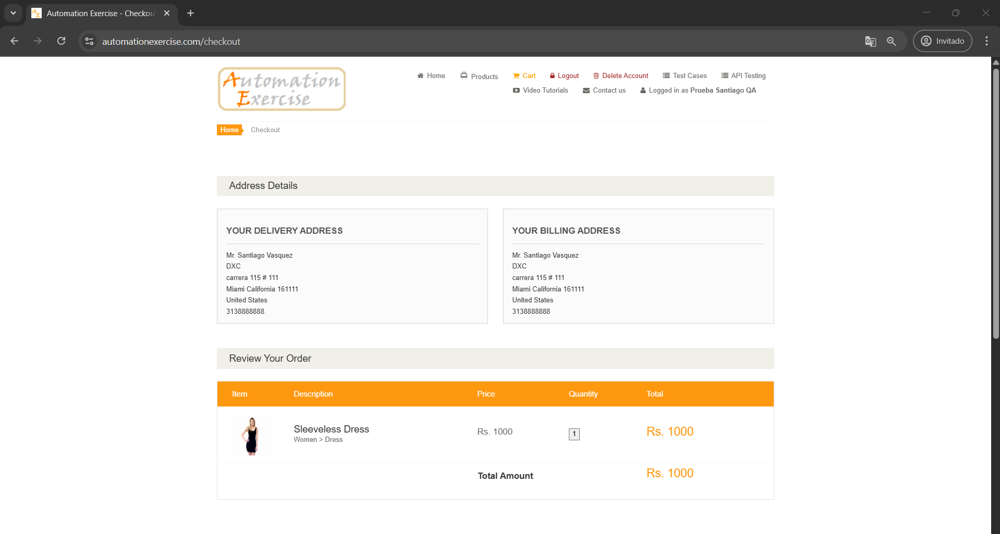 Automation Exercise - Checkou
automationexercise.com/checkout
Invitado
Automation
Exercise
Home
Products
Cart
Logout
Delete Account
Test Cases
API Testing
Video Tutorials
Contact us
Logged in as Prueba Santiago QA
Home
Checkout
Address Details
YOUR DELIVERY ADDRESS
Mr. Santiago Vasquez
DXC
carrera 115 # 111
Miami California 161111
United States
3138888888
YOUR BILLING ADDRESS
Mr. Santiago Vasquez
DXC
carrera 115 # 111
Miami California 161111
United States
3138888888
Review Your Order
Item Description Price Quantity Total
Sleeveless Dress
Women > Dress
Rs. 1000
1
Rs. 1000
Total Amount
Rs. 1000